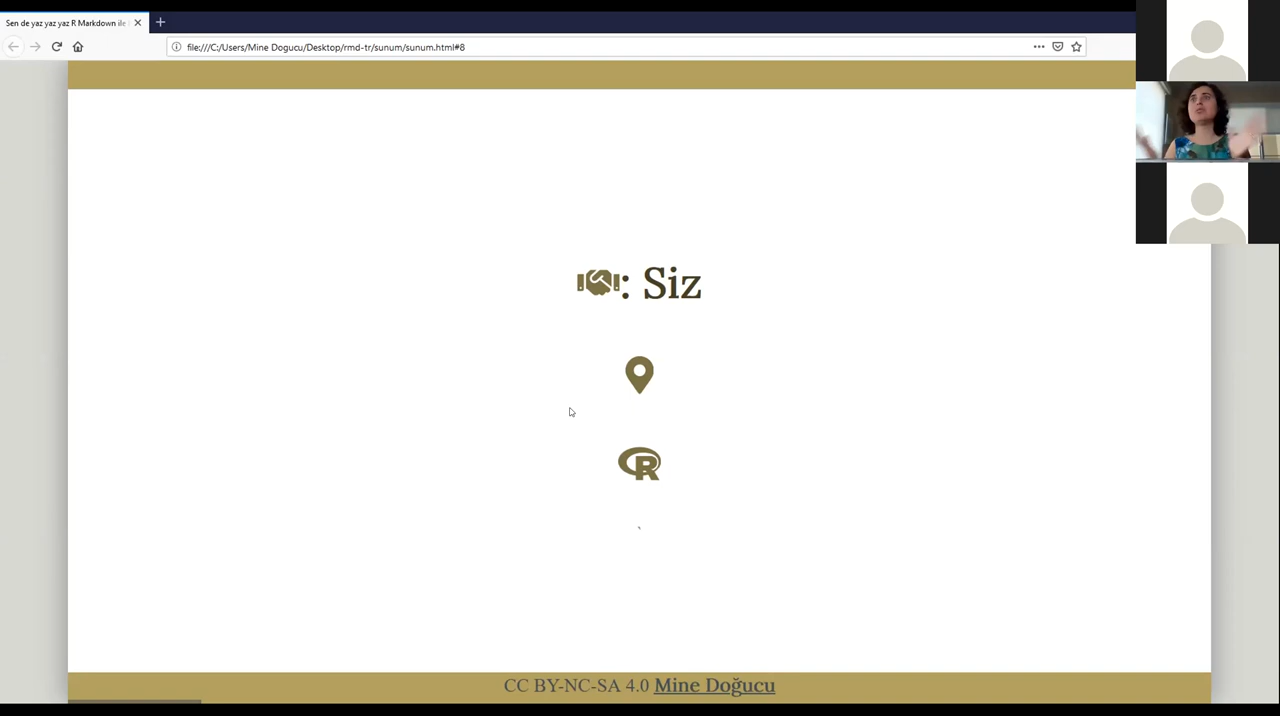 Sen de yaz yaz yaz R Markdown ile
file:///C:/Users/Mine Dogucu/Desktop/rmd-tr/sunum/sunum.html#8
: Siz
R
CC BY-NC-SA 4.0 Mine Doğucu